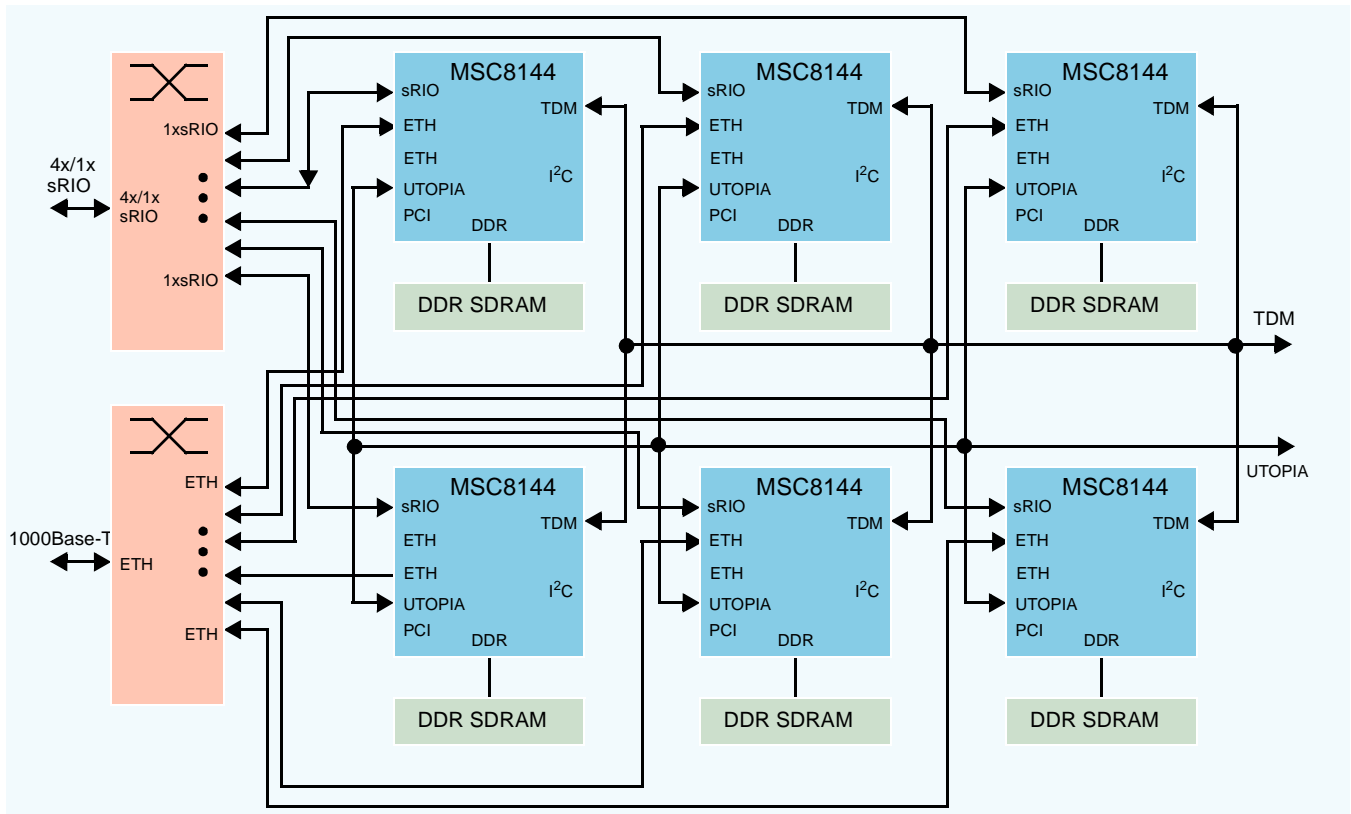 1xsRIO
4x/1x
sRIO
4x/1x
sRIO
1xsRIO
MSC8144
sRIO
TDM
ETH
ETH
I²C
UTOPIA
PCI
DDR
DDR SDRAM
MSC8144
sRIO
TDM
ETH
ETH
I²C
UTOPIA
PCI
DDR
DDR SDRAM
MSC8144
sRIO
TDM
ETH
ETH
I²C
UTOPIA
PCI
DDR
DDR SDRAM
TDM
UTOPIA
ETH
1000Base-T
ETH
ETH
MSC8144
sRIO
TDM
ETH
ETH
I²C
UTOPIA
PCI
DDR
DDR SDRAM
MSC8144
sRIO
TDM
ETH
ETH
I²C
UTOPIA
PCI
DDR
DDR SDRAM
MSC8144
sRIO
TDM
ETH
ETH
I²C
UTOPIA
PCI
DDR
DDR SDRAM